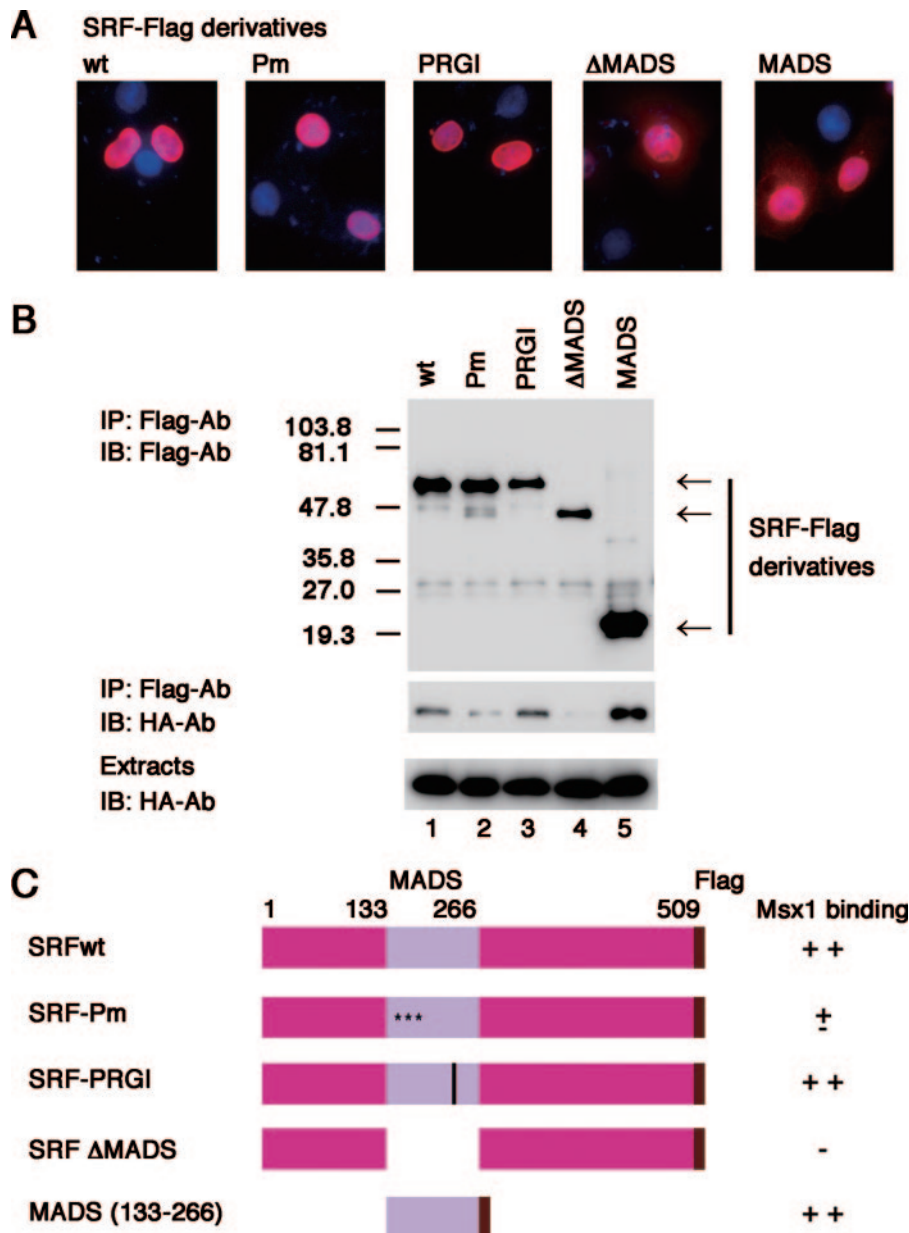 A
SRF-Flag derivatives
wt Pm PRGI ΔMADS MADS
B
wt Pm PRGI ΔMADS MADS
IP: Flag-Ab
IB: Flag-Ab
103.8
81.1
47.8
35.8
27.0
19.3
← ← ←
SRF-Flag
derivatives
IP: Flag-Ab
IB: HA-Ab
Extracts
IB: HA-Ab
1 2 3 4 5
C
MADS Flag
1 133 266 509 Msx1 binding
SRFwt + +
SRF-Pm *** ±
SRF-PRGI + +
SRF ΔMADS -
MADS (133-266) + +